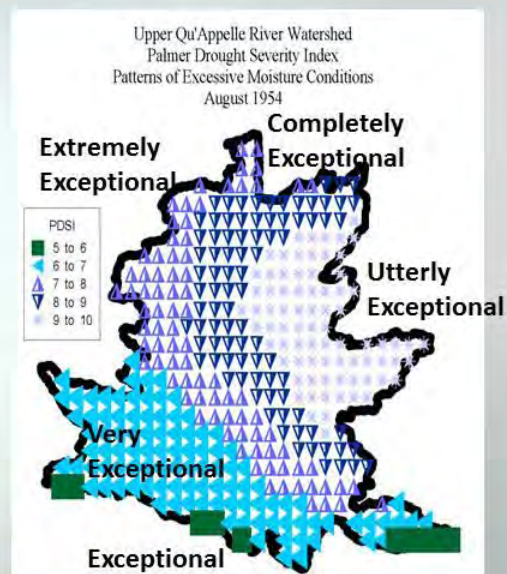 Upper Qu'Appelle River Watershed
Palmer Drought Severity Index
Patterns of Excessive Moisture Conditions
August 1954
Completely
Exceptional
Extremely
Exceptional
PDSI
5 to 6
6 to 7
7 to 8
8 to 9
9 to 10
Utterly
Exceptional
Very
Exceptional
Exceptional